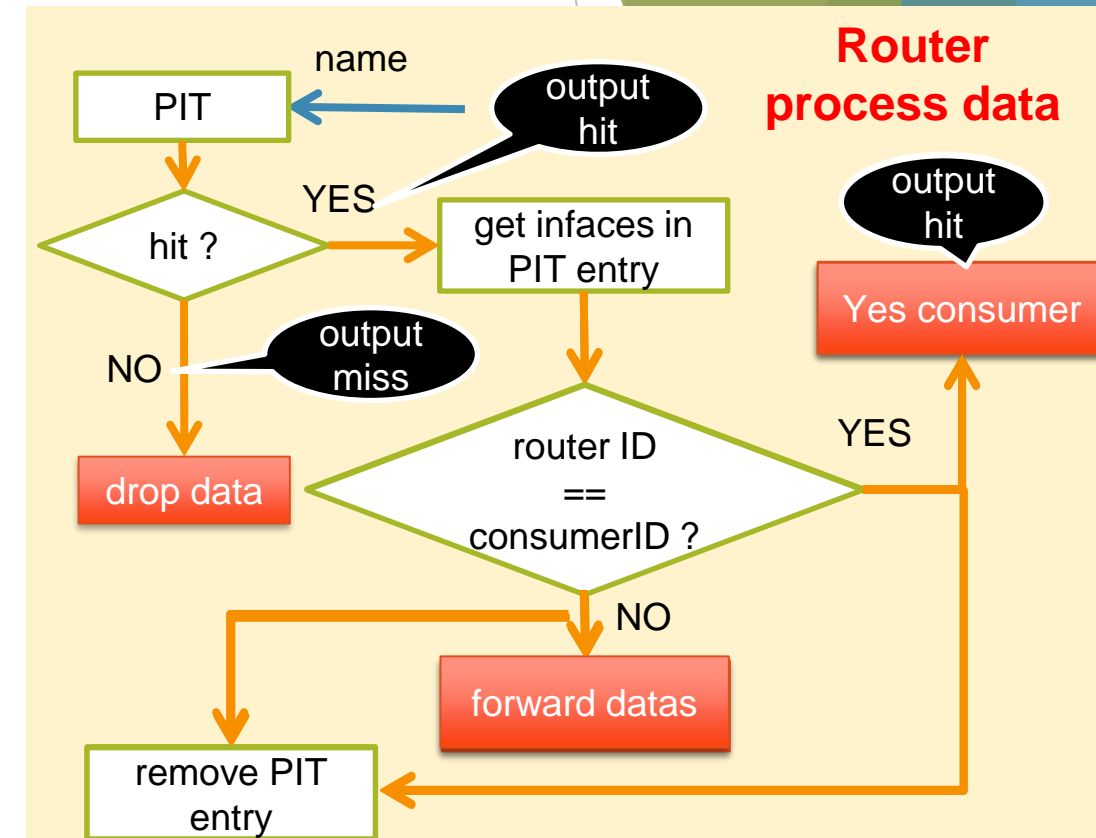 Router
process data
name
PIT
output
hit
YES
hit ?
get infaces in
PIT entry
output
hit
Yes consumer
output
miss
NO
drop data
router ID
==
consumerID ?
YES
NO
forward datas
remove PIT
entry